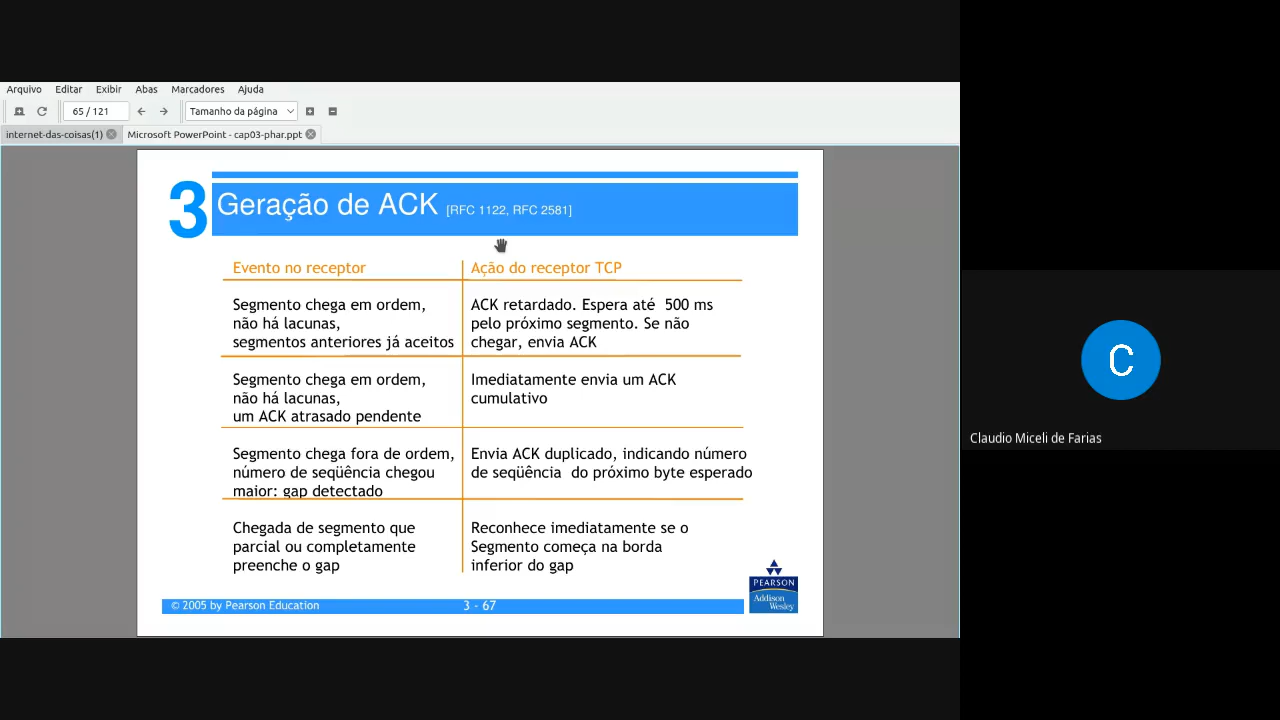 Arquivo Editar Exibir Abas Marcadores Ajuda
65 / 121 Tamanho da página
internet-das-coisas(1) Microsoft PowerPoint - cap03-phar.ppt
3 Geração de ACK [RFC 1122, RFC 2581]
Evento no receptor
Ação do receptor TCP
Segmento chega em ordem,
não há lacunas,
segmentos anteriores já aceitos
ACK retardado. Espera até 500 ms
pelo próximo segmento. Se não
chegar, envia ACK
Segmento chega em ordem,
não há lacunas,
um ACK atrasado pendente
Imediatamente envia um ACK
cumulativo
Segmento chega fora de ordem,
número de seqüência chegou
maior: gap detectado
Envia ACK duplicado, indicando número
de seqüência do próximo byte esperado
Chegada de segmento que
parcial ou completamente
preenche o gap
Reconhece imediatamente se o
Segmento começa na borda
inferior do gap
© 2005 by Pearson Education
3 - 67
PEARSON
Addison
Wesley
C
Claudio Miceli de Farias